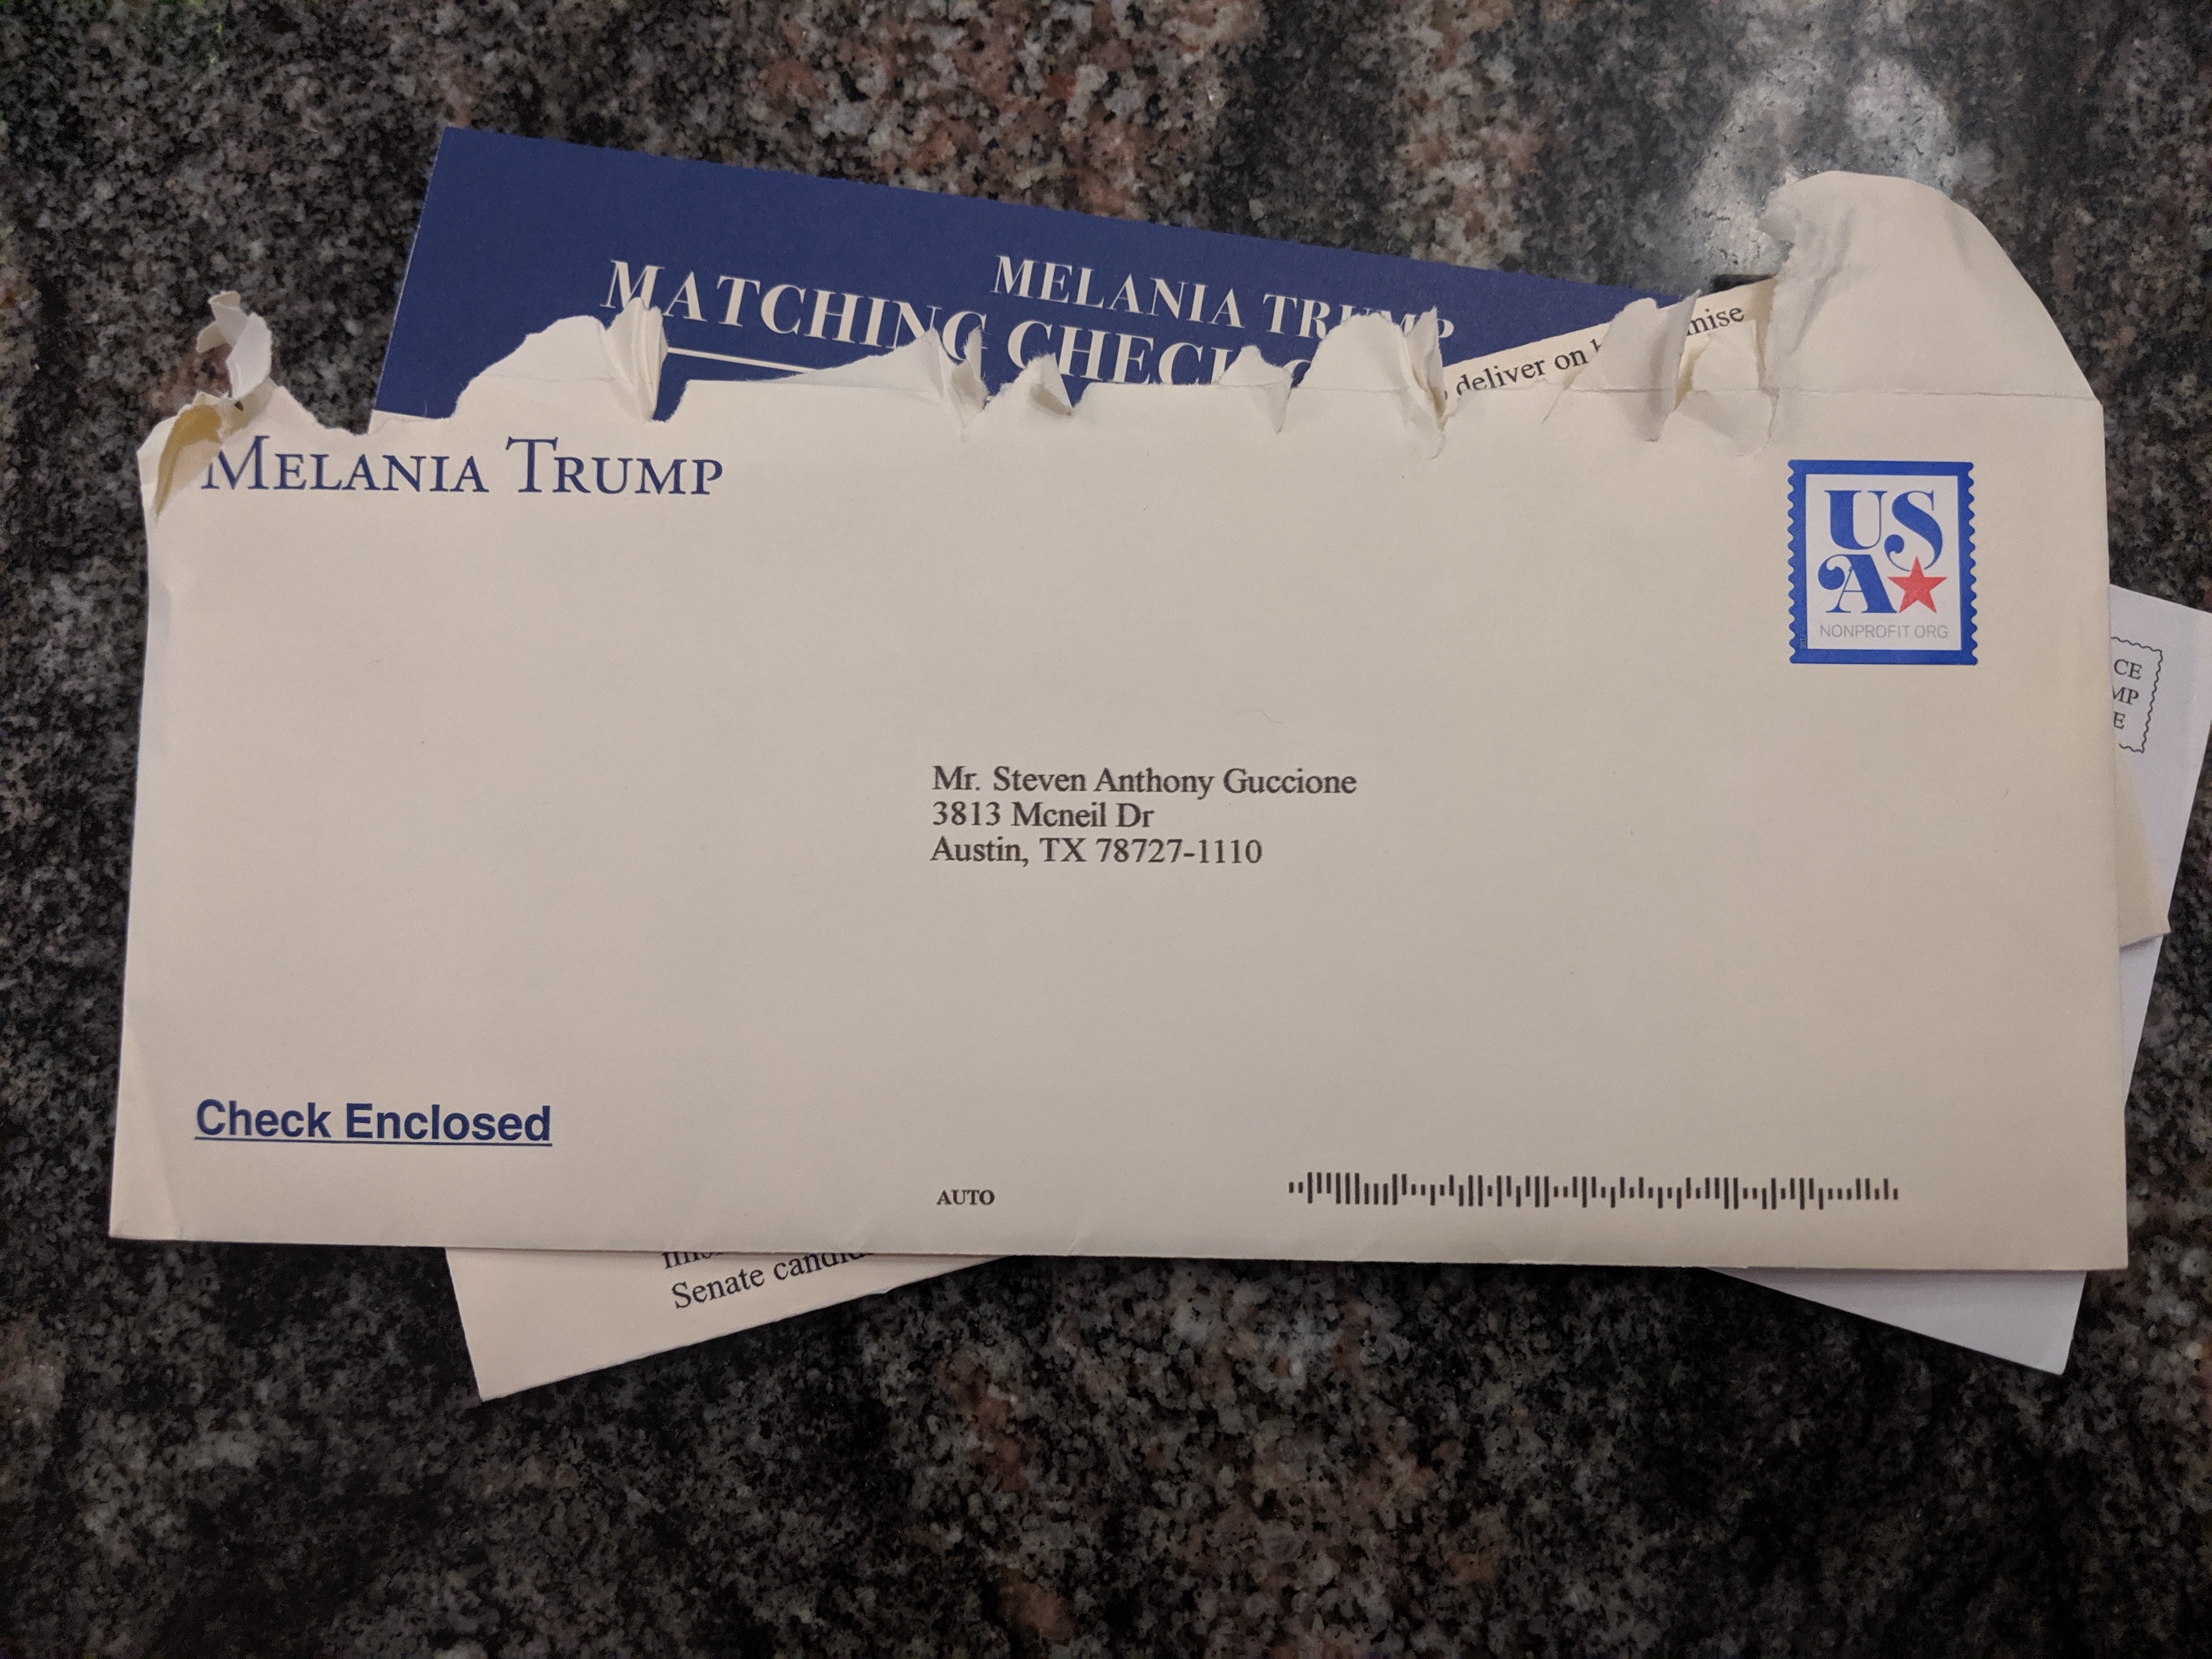 MELANIA TRUMP
MATCHING CHECK
deliver on
MELANIA TRUMP
US
A
NONPROFIT ORG
Mr. Steven Anthony Guccione
3813 Mcneil Dr
Austin, TX 78727-1110
Check Enclosed
AUTO
Senate